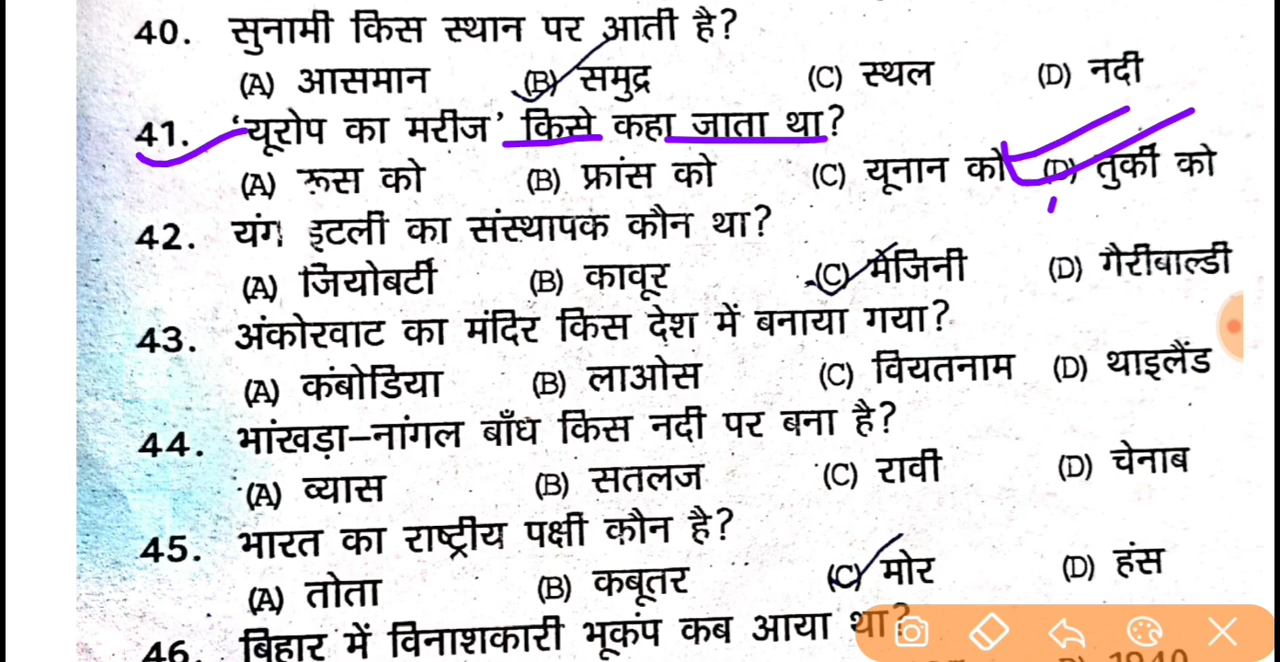 40. सुनामी किस स्थान पर आती है?
(A) आसमान (B) समुद्र (C) स्थल (D) नदी
41. 'यूरोप का मरीज' किसे कहा जाता था?
(A) रूस को (B) फ्रांस को (C) यूनान को (D) तुर्की को
42. यंग इटली का संस्थापक कौन था?
(A) जियोबर्टी (B) कावूर (C) मेजिनी (D) गैरीबाल्डी
43. अंकोरवाट का मंदिर किस देश में बनाया गया?
(A) कंबोडिया (B) लाओस (C) वियतनाम (D) थाइलैंड
44. भांखड़ा-नांगल बाँध किस नदी पर बना है?
(A) व्यास (B) सतलज (C) रावी (D) चेनाब
45. भारत का राष्ट्रीय पक्षी कौन है?
(A) तोता (B) कबूतर (C) मोर (D) हंस
46. बिहार में विनाशकारी भूकंप कब आया था?